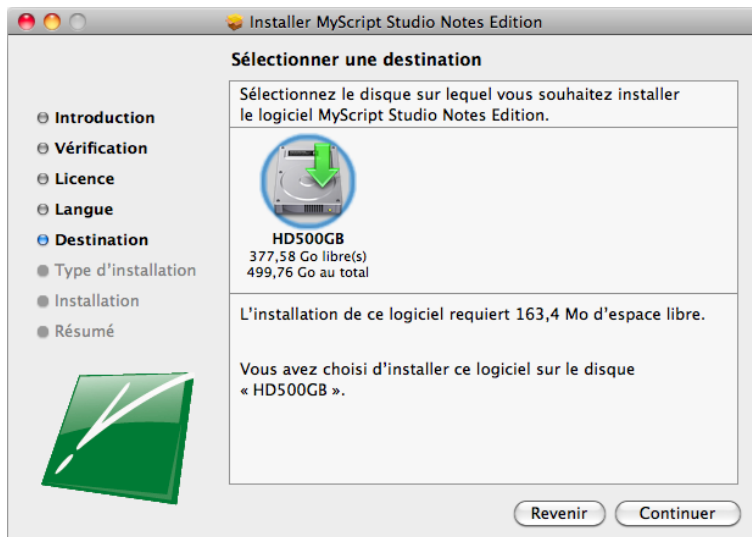 Installer MyScript Studio Notes Edition
Sélectionner une destination
Introduction
Vérification
Licence
Langue
Destination
Type d'installation
Installation
Résumé
Sélectionnez le disque sur lequel vous souhaitez installer
le logiciel MyScript Studio Notes Edition.
HD500GB
377,58 Go libre(s)
499,76 Go au total
L'installation de ce logiciel requiert 163,4 Mo d'espace libre.
Vous avez choisi d'installer ce logiciel sur le disque
« HD500GB ».
Revenir
Continuer